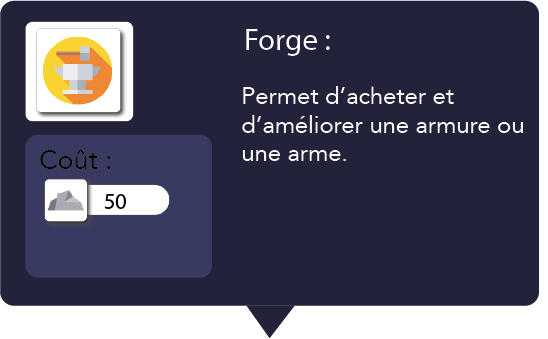 Forge :
Permet d’acheter et
d’améliorer une armure ou
une arme.
Coût :
50